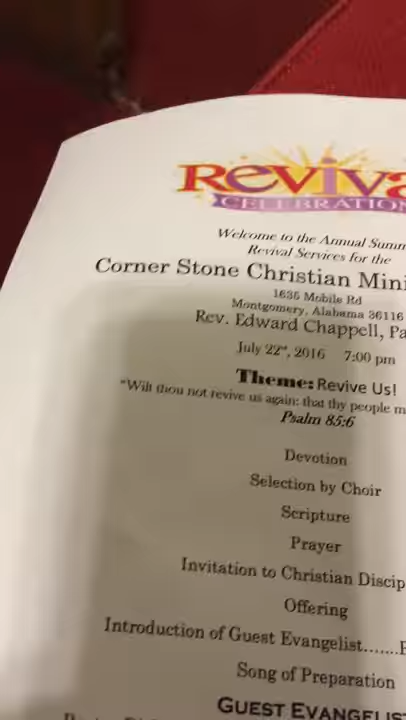 Reviva
CELEBRATION
Welcome to the Annual Summ
Revival Services for the
Corner Stone Christian Mini
1635 Mobile Rd
Montgomery, Alabama 36116
Rev. Edward Chappell, Pa
July 22nd, 2016 7:00 pm
Theme: Revive Us!
"Wilt thou not revive us again: that thy people m
Psalm 85:6
Devotion
Selection by Choir
Scripture
Prayer
Invitation to Christian Discip
Offering
Introduction of Guest Evangelist.......
Song of Preparation
GUEST EVANGELIST